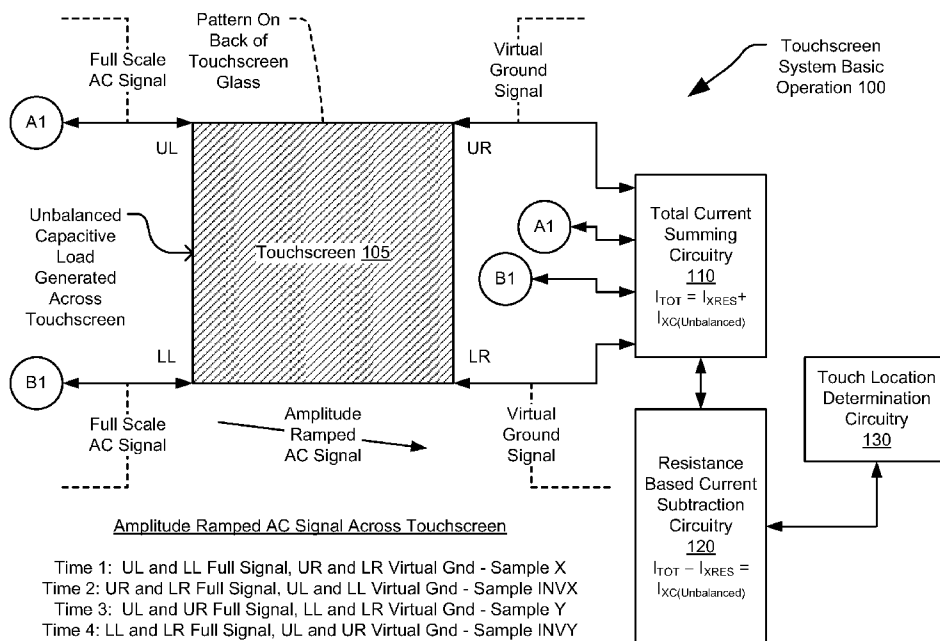 Full Scale
AC Signal
Pattern On
Back of
Touchscreen
Glass
Virtual
Ground
Signal
Touchscreen
System Basic
Operation 100
A1
UL
UR
Unbalanced
Capacitive
Load
Generated
Across
Touchscreen
Touchscreen 105
A1
B1
Total Current
Summing
Circuitry
110
I_TOT = I_XRES+
I_XC(Unbalanced)
B1
LL
LR
Full Scale
AC Signal
Amplitude
Ramped
AC Signal
Virtual
Ground
Signal
Touch Location
Determination
Circuitry
130
Resistance
Based Current
Subtraction
Circuitry
120
I_TOT – I_XRES =
I_XC(Unbalanced)
Amplitude Ramped AC Signal Across Touchscreen
Time 1: UL and LL Full Signal, UR and LR Virtual Gnd - Sample X
Time 2: UR and LR Full Signal, UL and LL Virtual Gnd - Sample INVX
Time 3: UL and UR Full Signal, LL and LR Virtual Gnd - Sample Y
Time 4: LL and LR Full Signal, UL and UR Virtual Gnd - Sample INVY